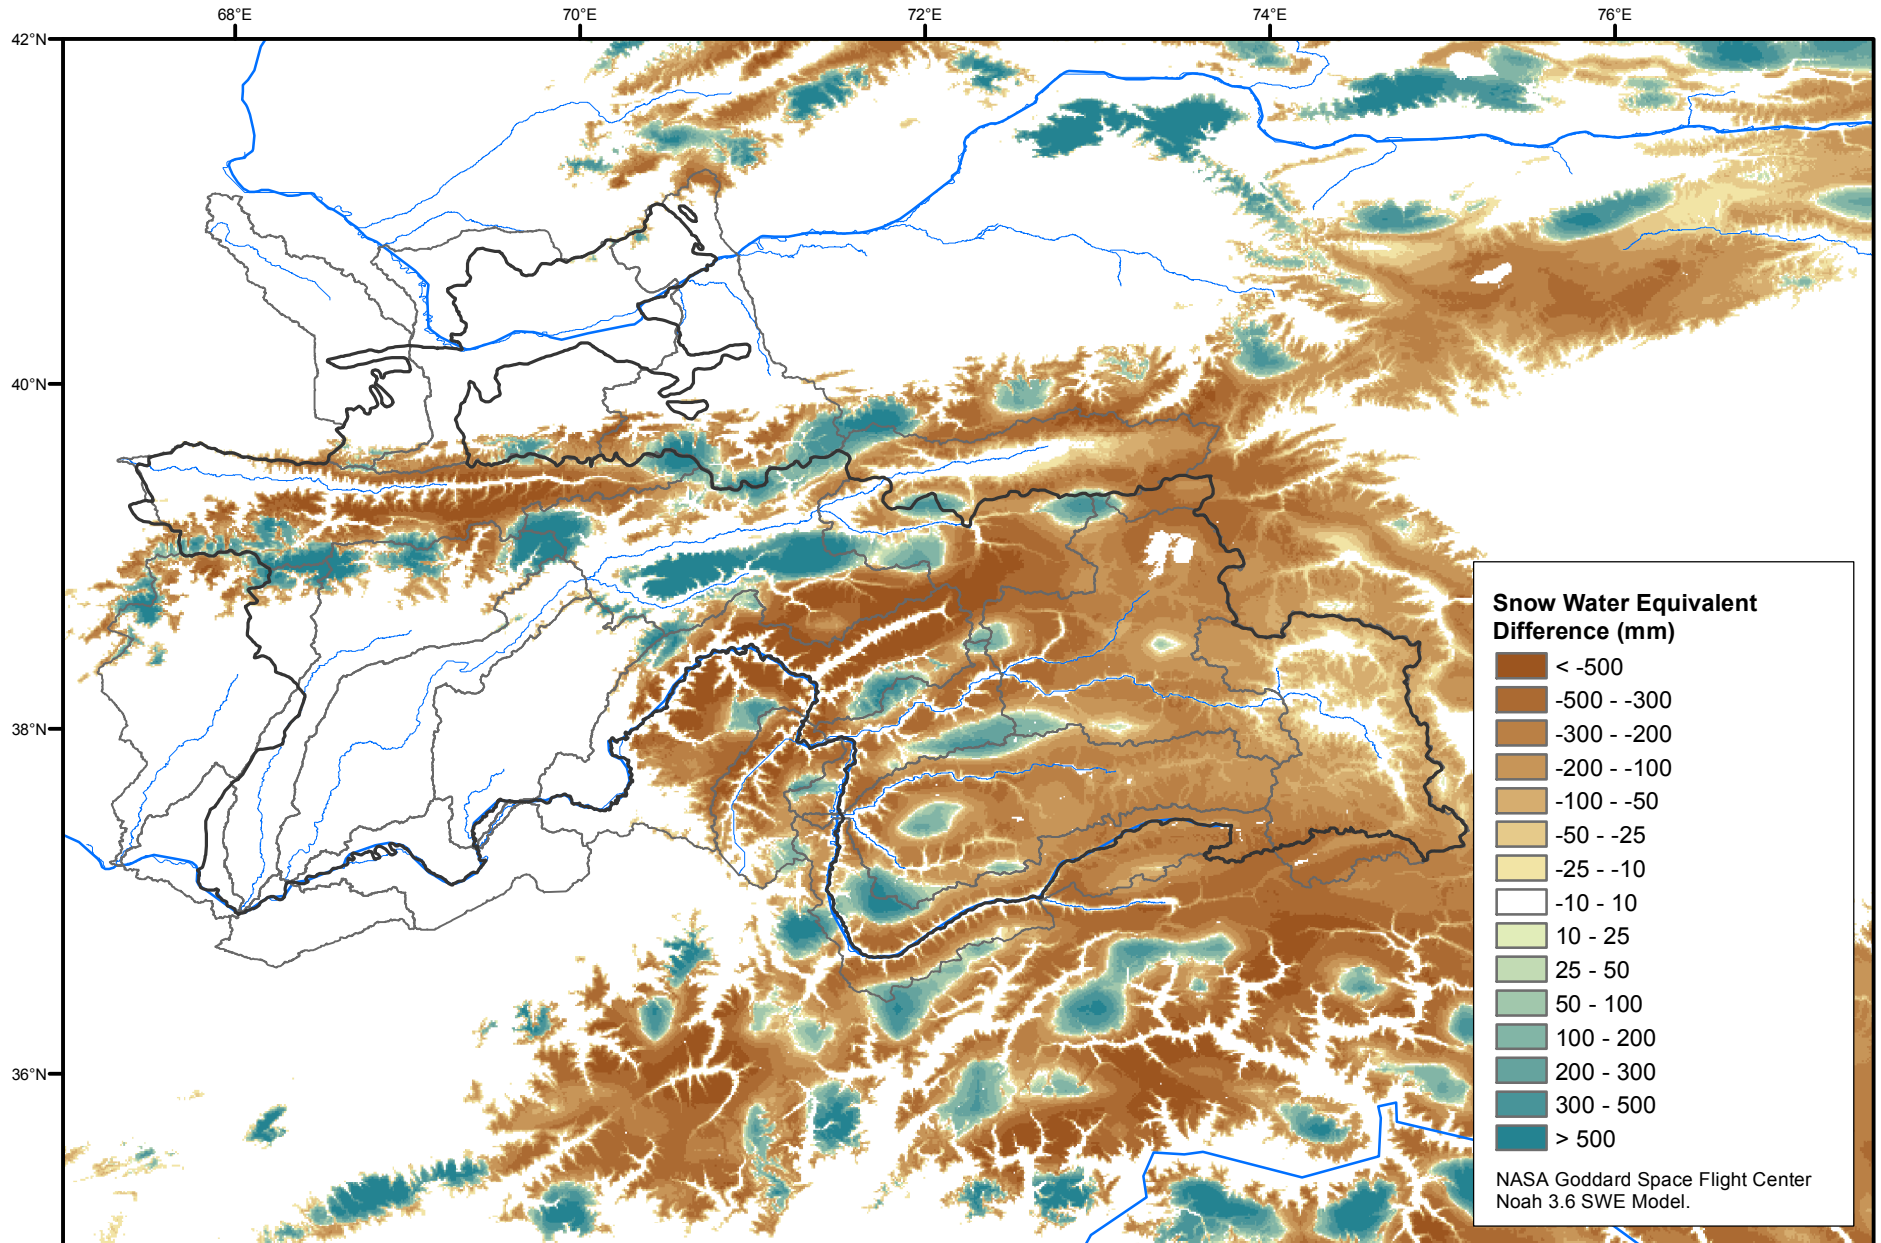 68°E 70°E 72°E 74°E 76°E
42°N
40°N
38°N
36°N
Snow Water Equivalent
Difference (mm)
< -500
-500 - -300
-300 - -200
-200 - -100
-100 - -50
-50 - -25
-25 - -10
-10 - 10
10 - 25
25 - 50
50 - 100
100 - 200
200 - 300
300 - 500
> 500
NASA Goddard Space Flight Center
Noah 3.6 SWE Model.